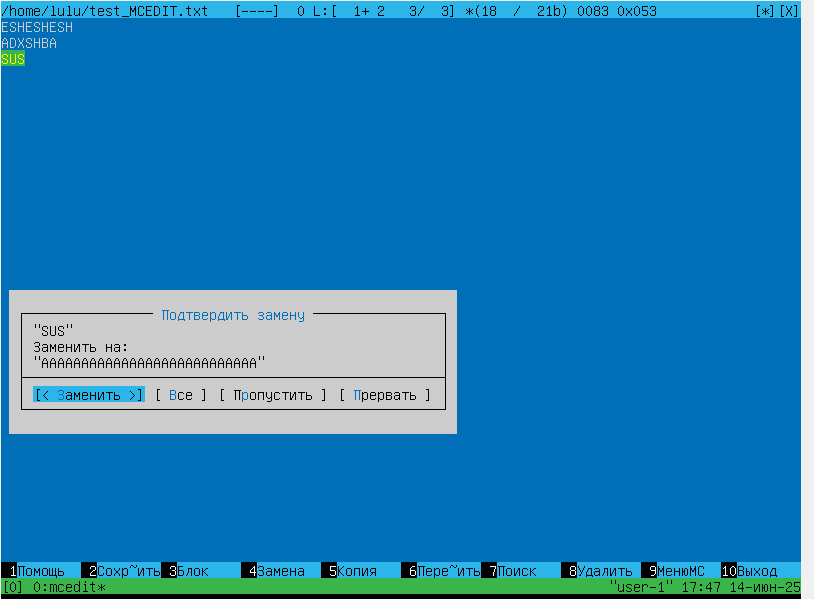 /home/lulu/test_MCEDIT.txt [----] 0 L:[ 1+ 2 3/ 3] *(18 / 21b) 0083 0x053 [*][X]
ESHESHESH
ADXSHBA
SUS
Подтвердить замену
"SUS"
Заменить на:
"AAAAAAAAAAAAAAAAAAAAAAAAAAA"
[< Заменить >] [ Все ] [ Пропустить ] [ Прервать ]
1Помощь 2Сохр~ить 3Блок 4Замена 5Копия 6Пере~ить 7Поиск 8Удалить 9МенюMC 10Выход
[0] 0:mcedit* "user-1" 17:47 14-июн-25